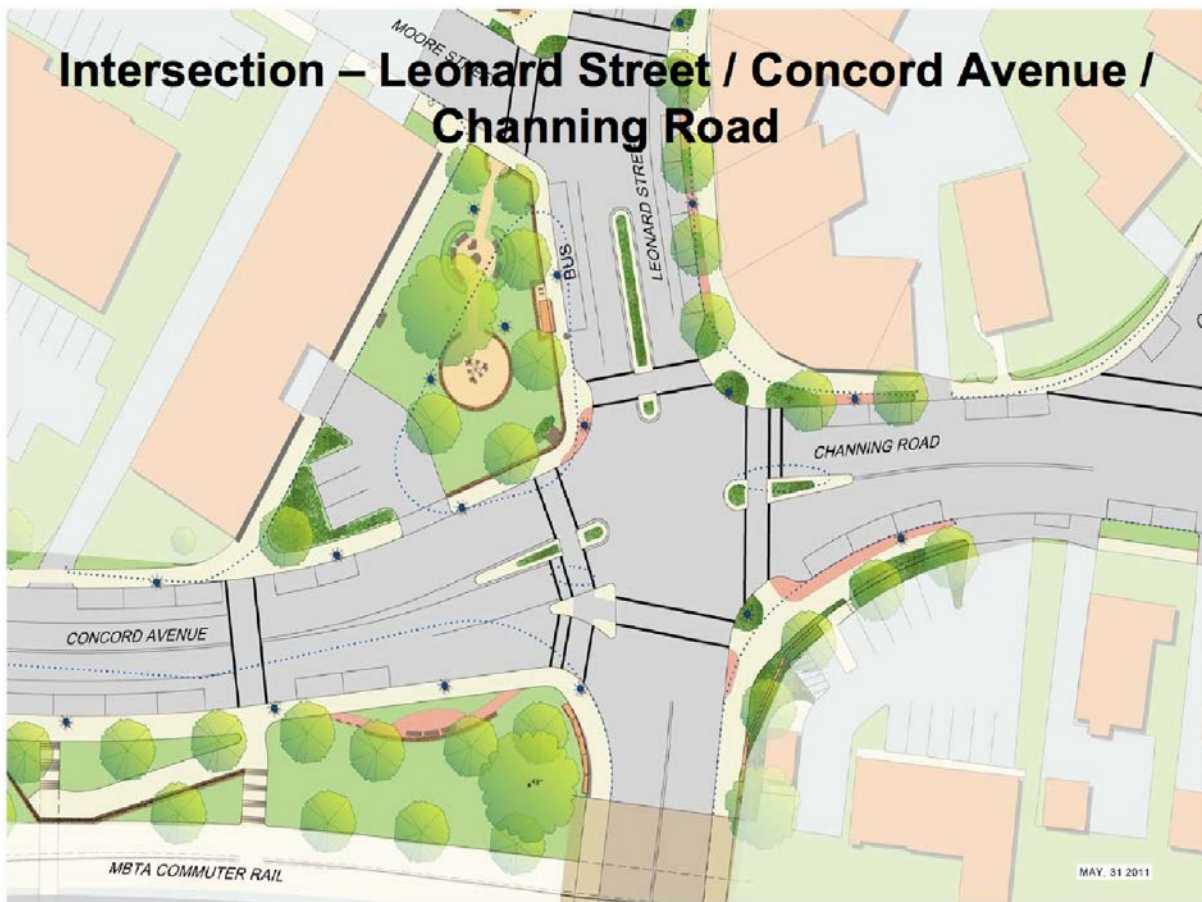 Intersection – Leonard Street / Concord Avenue /
Channing Road
MOORE STREET
LEONARD STREET
BUS
CHANNING ROAD
CONCORD AVENUE
MBTA COMMUTER RAIL
MAY, 31 2011